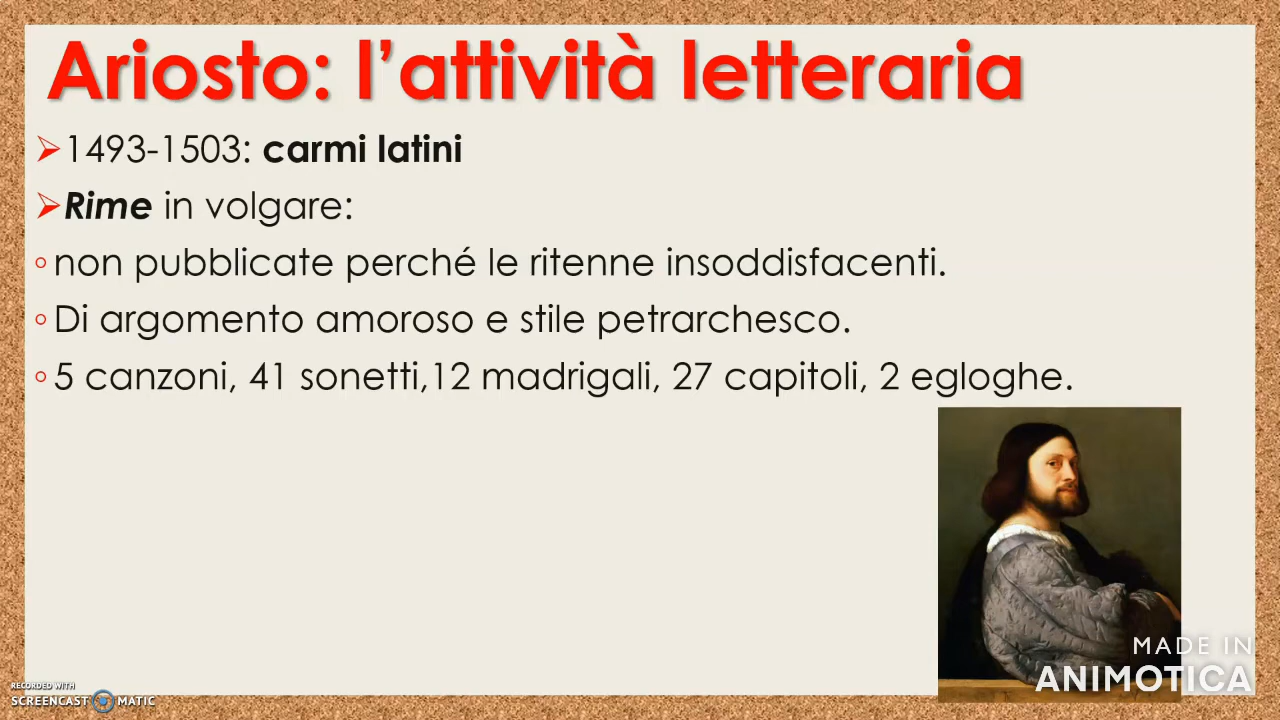 Ariosto: l’attività letteraria
1493-1503: carmi latini
Rime in volgare:
non pubblicate perché le ritenne insoddisfacenti.
Di argomento amoroso e stile petrarchesco.
5 canzoni, 41 sonetti,12 madrigali, 27 capitoli, 2 egloghe.
MADE IN
ANIMOTICA
RECORDED WITH
SCREENCAST MATIC